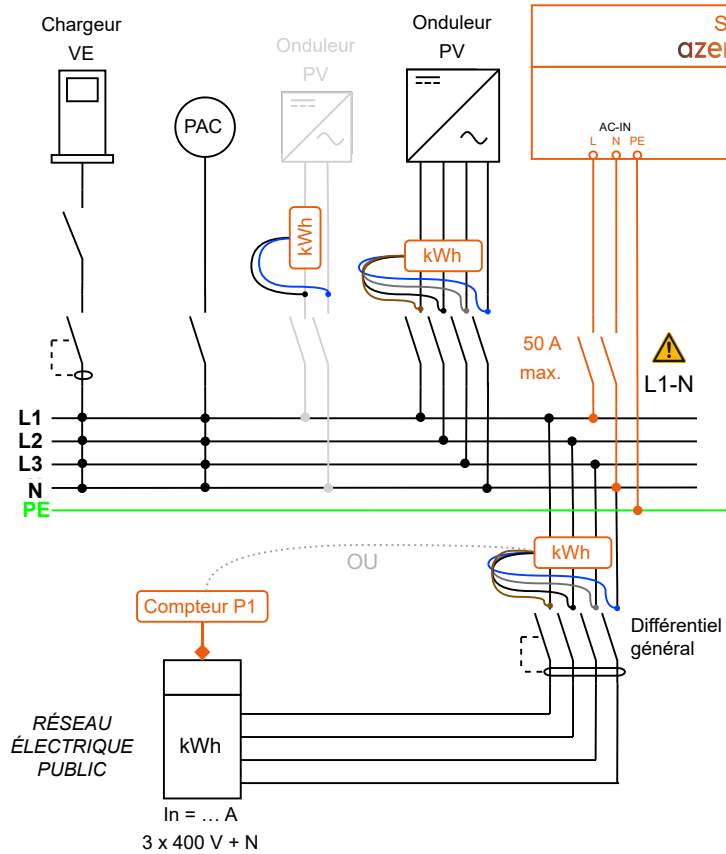 Chargeur
VE
PAC
Onduleur
PV
kWh
Onduleur
PV
kWh
AC-IN
L N PE
50 A
max.
L1-N
L1
L2
L3
N
PE
OU
kWh
Compteur P1
Différentiel
général
RÉSEAU
ÉLECTRIQUE
PUBLIC
kWh
In = ... A
3 x 400 V + N